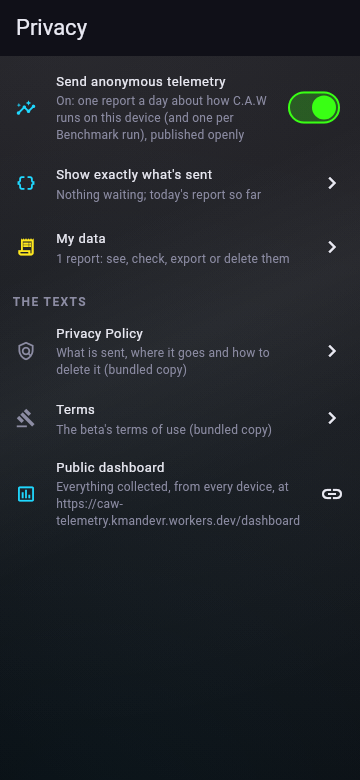 Privacy
Send anonymous telemetry
On: one report a day about how C.A.W
runs on this device (and one per
Benchmark run), published openly
Show exactly what's sent
Nothing waiting; today's report so far
My data
1 report: see, check, export or delete them
THE TEXTS
Privacy Policy
What is sent, where it goes and how to
delete it (bundled copy)
Terms
The beta's terms of use (bundled copy)
Public dashboard
Everything collected, from every device, at
https://caw-
telemetry.kmandevr.workers.dev/dashboard